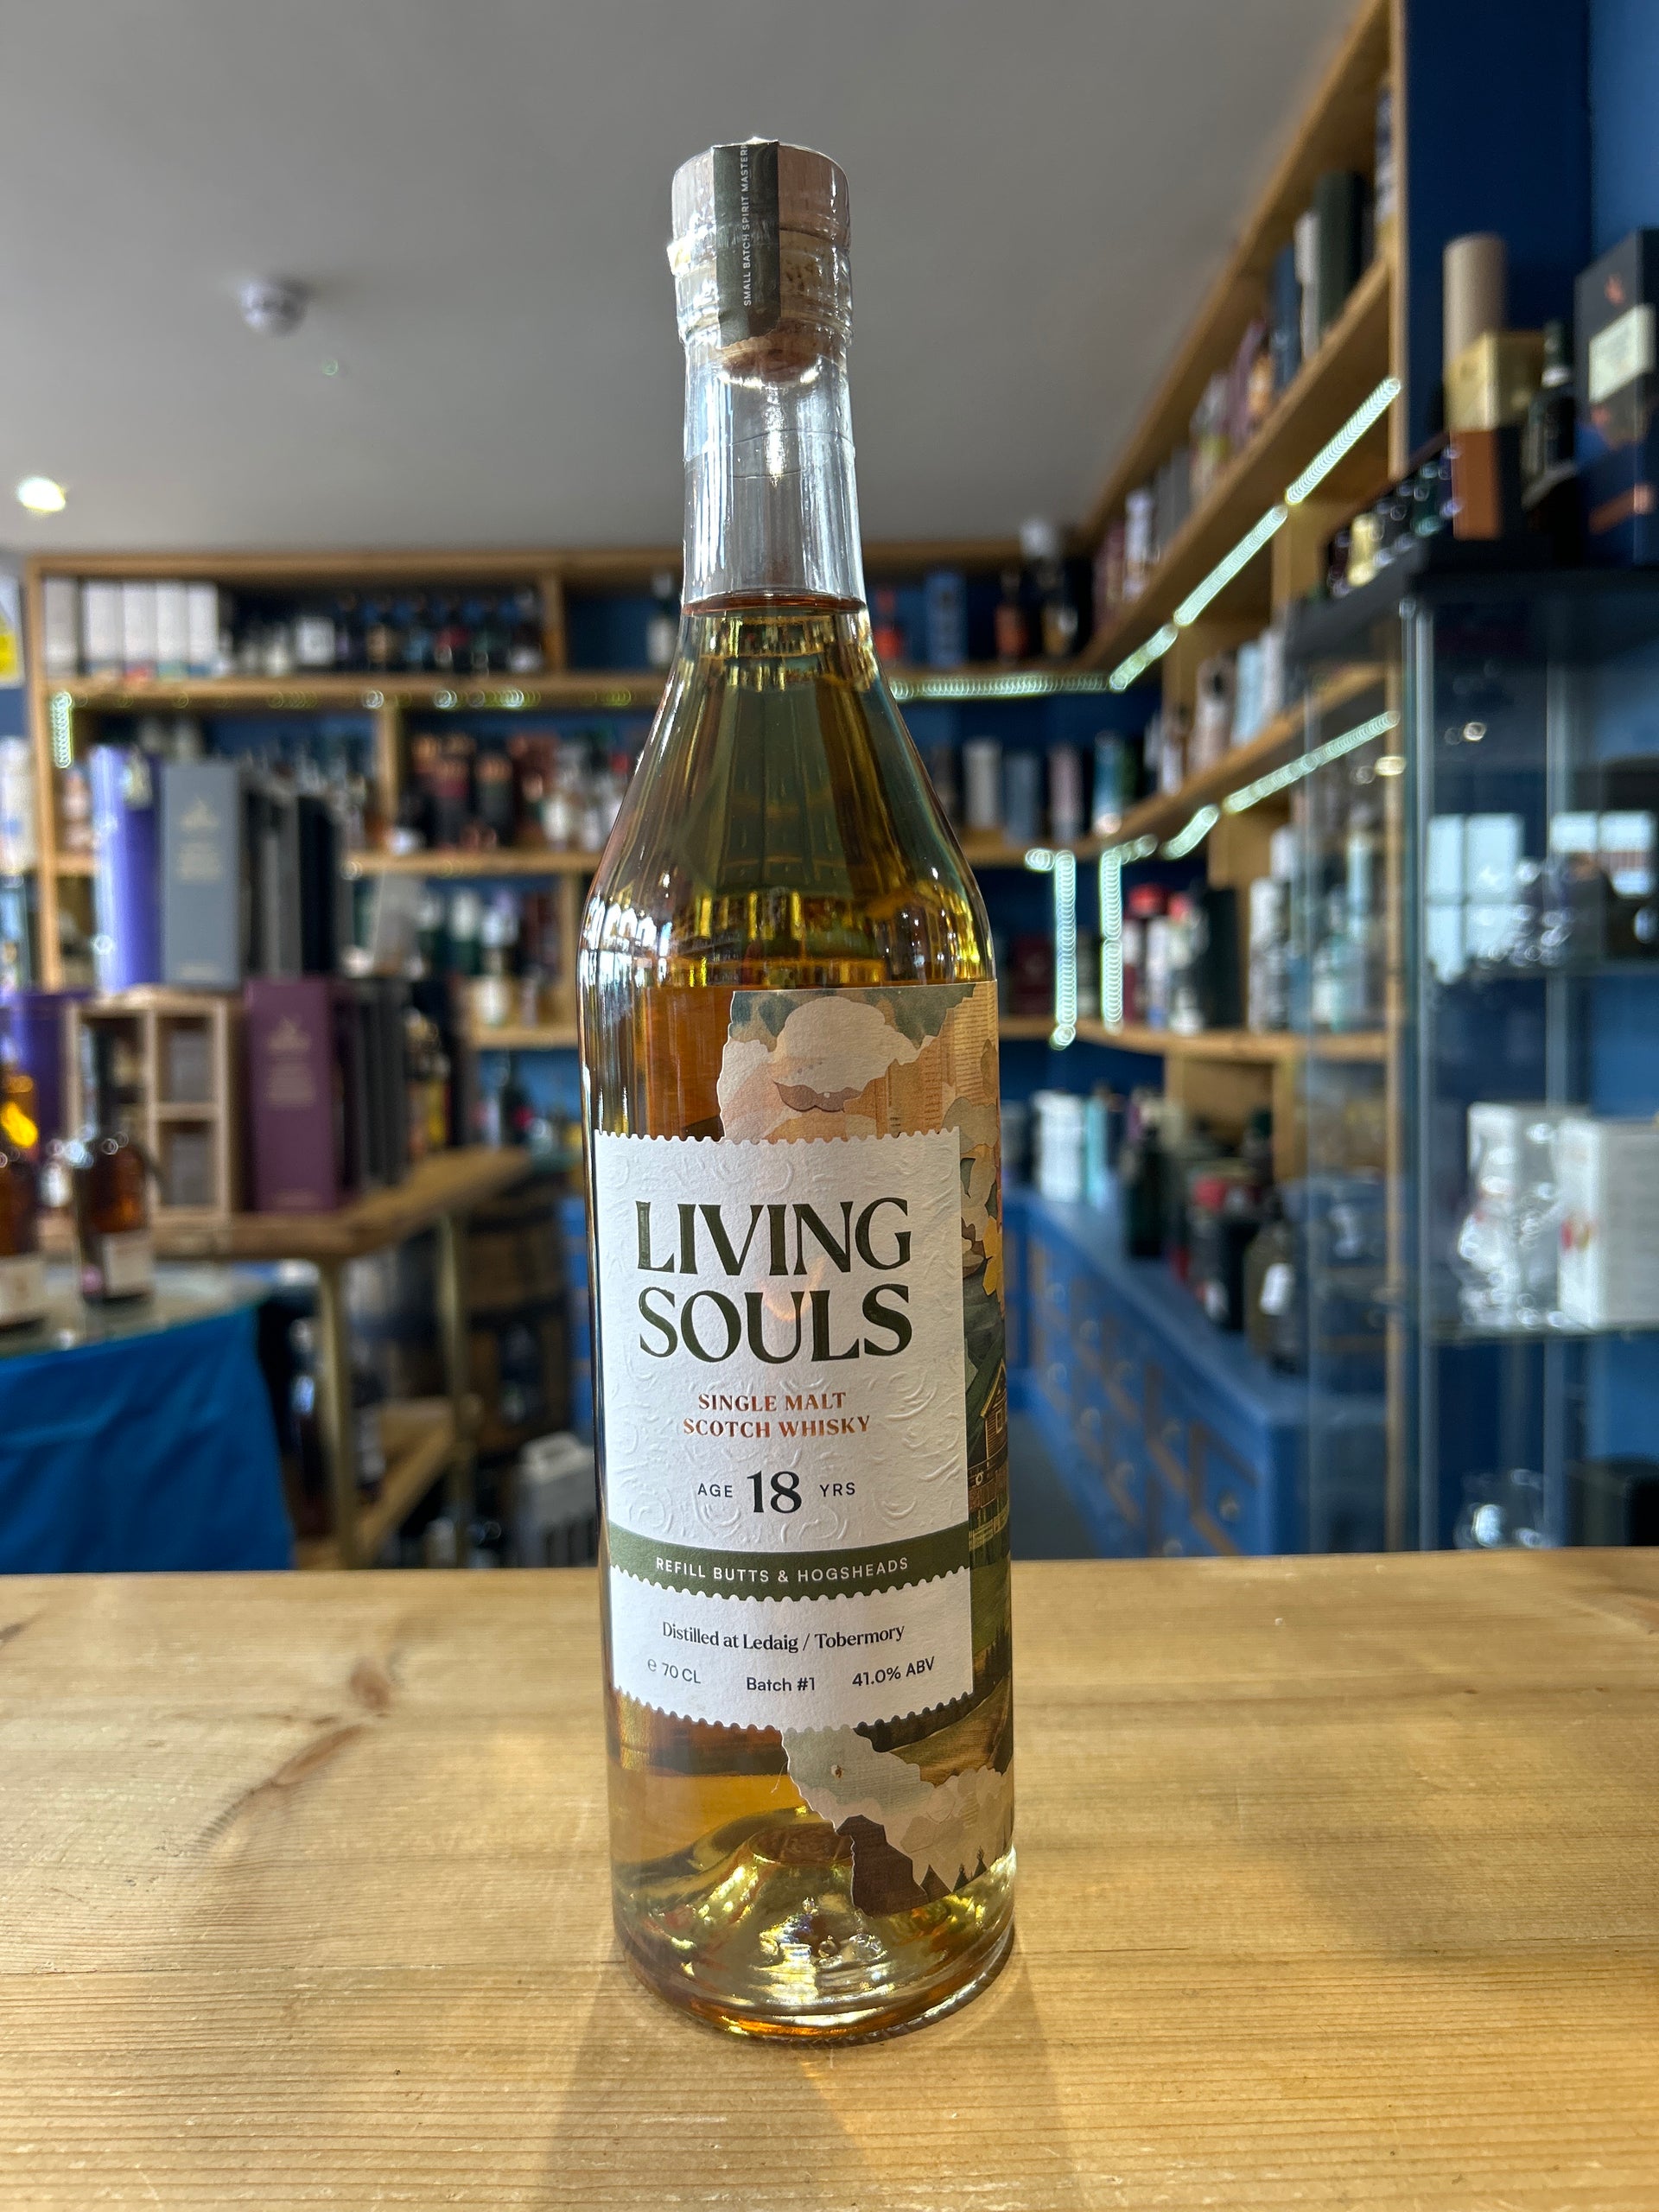 SMALL BATCH SPIRIT
LIVING
SOULS
SINGLE MALT
SCOTCH WHISKY
AGE 18 YRS
REFILL BUTTS & HOGSHEADS
Distilled at Ledaig / Tobermory
℮ 70 CL Batch #1 41.0% ABV